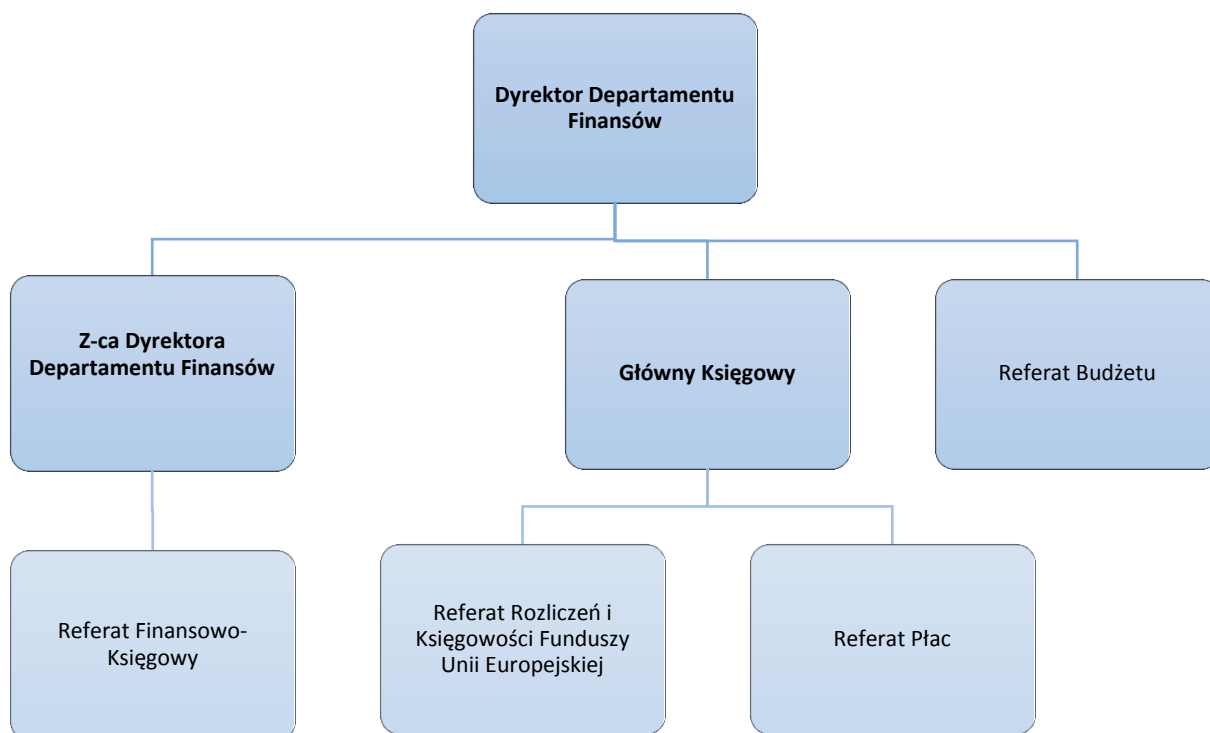 Dyrektor Departamentu
Finansów
Z-ca Dyrektora
Departamentu Finansów
Główny Księgowy
Referat Budżetu
Referat Finansowo-
Księgowy
Referat Rozliczeń i
Księgowości Funduszy
Unii Europejskiej
Referat Płac